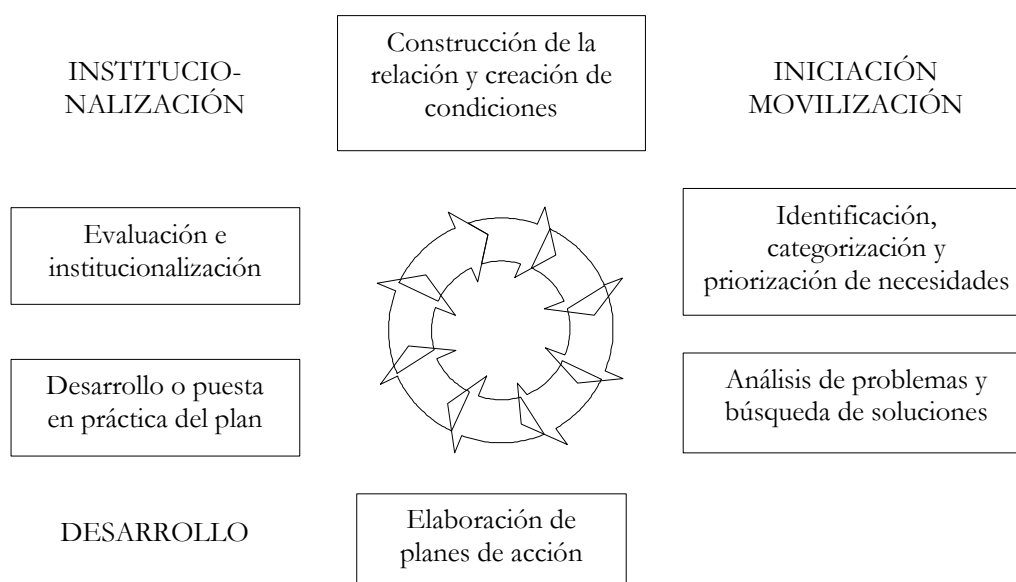 INSTITUCIO-
NALIZACIÓN
Construcción de la
relación y creación de
condiciones
INICIACIÓN
MOVILIZACIÓN
Evaluación e
institucionalización
Identificación,
categorización y
priorización de necesidades
Desarrollo o puesta
en práctica del plan
Análisis de problemas y
búsqueda de soluciones
DESARROLLO
Elaboración de
planes de acción